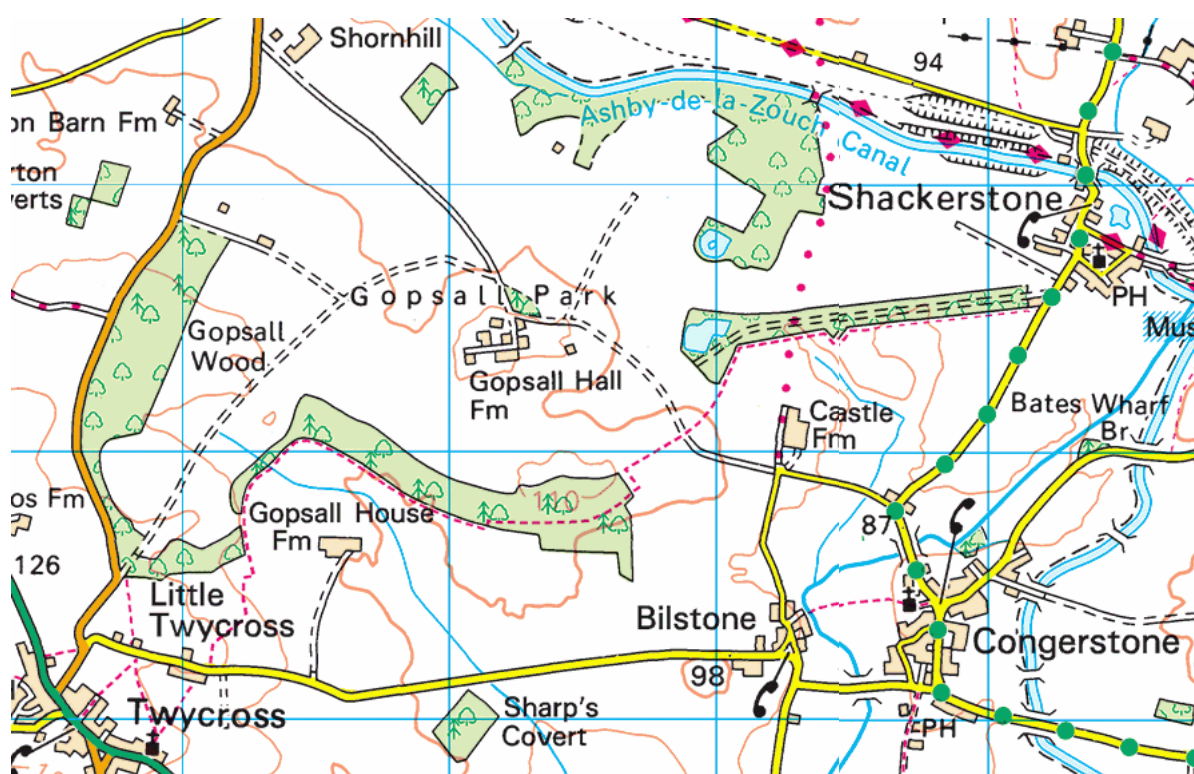 Shornhill
94
on Barn Fm
Ashby-de-la-Zouch Canal
rton
verts
Shackerstone
Gopsall Park
PH
Mus
Gopsall
Wood
Gopsall Hall
Fm
Castle
Frm
Bates Wharf
Br
os Fm
110
Gopsall House
Fm
87
126
Little
Twycross
Bilstone
Congerstone
98
Twycross
Sharp's
Covert
PH